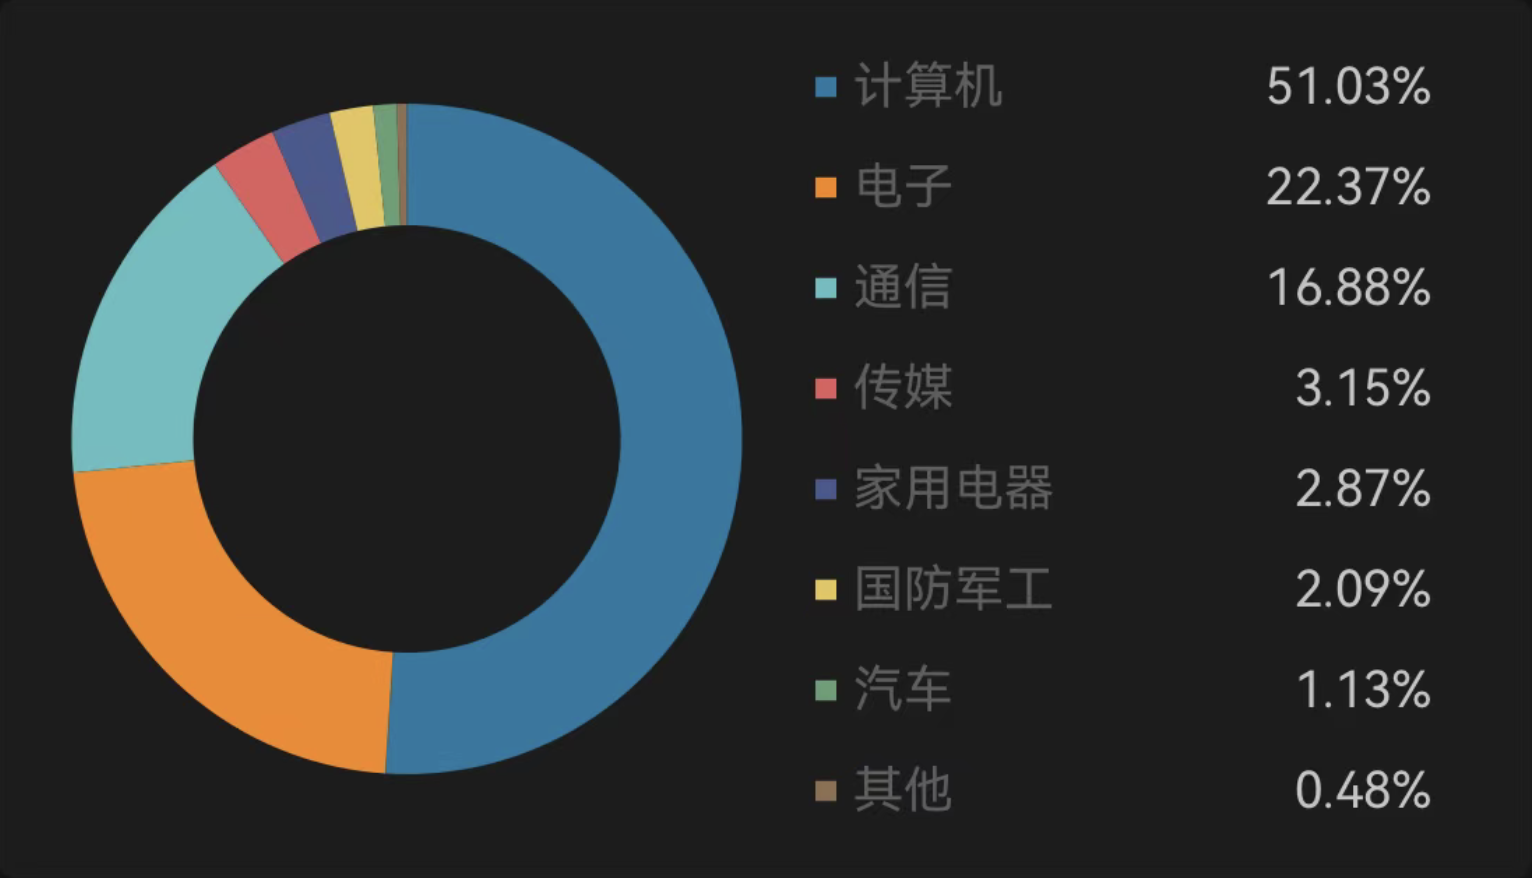 计算机 51.03%
电子 22.37%
通信 16.88%
传媒 3.15%
家用电器 2.87%
国防军工 2.09%
汽车 1.13%
其他 0.48%